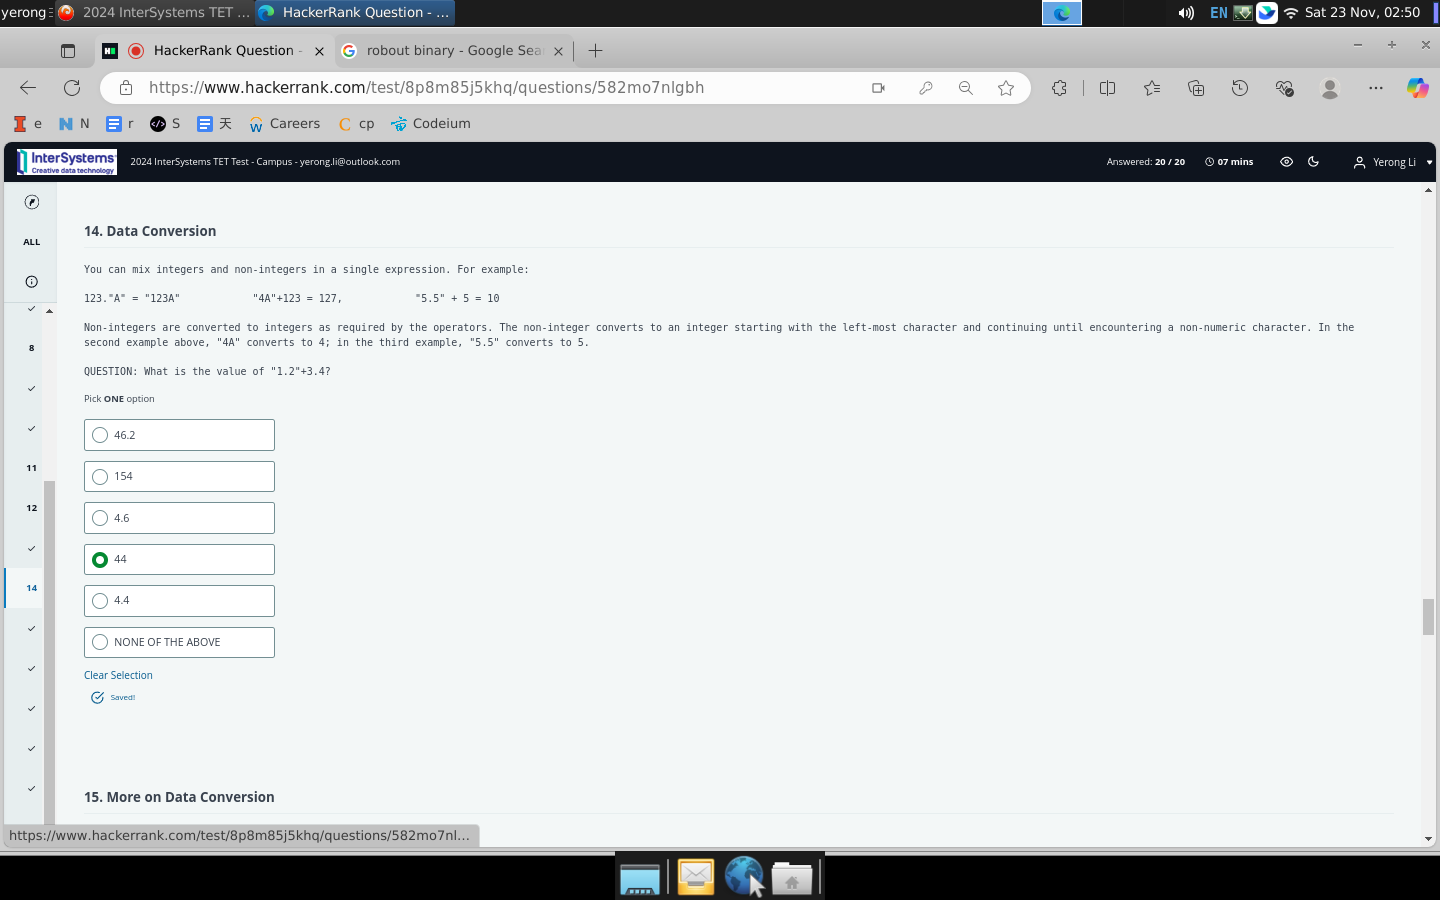 yerong
2024 InterSystems TET ...
HackerRank Question - ...
EN
Sat 23 Nov, 02:50
HackerRank Question -
robout binary - Google Sea
https://www.hackerrank.com/test/8p8m85j5khq/questions/582mo7nlgbh
e
N
r
S
天
Careers
cp
Codeium
InterSystems
Creative data technology
2024 InterSystems TET Test - Campus - yerong.li@outlook.com
Answered: 20 / 20
07 mins
Yerong Li
ALL
8
11
12
14
14. Data Conversion
You can mix integers and non-integers in a single expression. For example:
123."A" = "123A" "4A"+123 = 127, "5.5" + 5 = 10
Non-integers are converted to integers as required by the operators. The non-integer converts to an integer starting with the left-most character and continuing until encountering a non-numeric character. In the
second example above, "4A" converts to 4; in the third example, "5.5" converts to 5.
QUESTION: What is the value of "1.2"+3.4?
Pick ONE option
46.2
154
4.6
44
4.4
NONE OF THE ABOVE
Clear Selection
Saved!
15. More on Data Conversion
https://www.hackerrank.com/test/8p8m85j5khq/questions/582mo7nl...